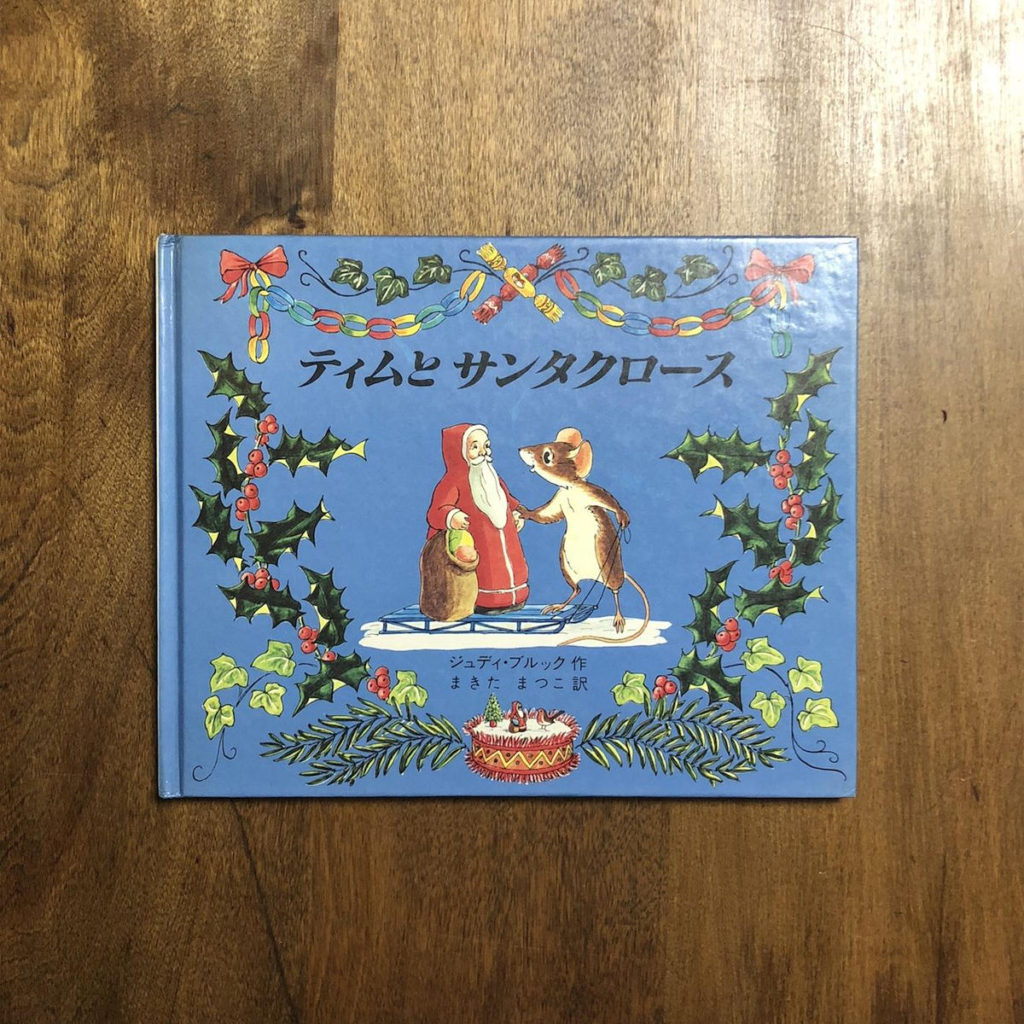 ティムと サンタクロース
ジュディ・ブルック 作
まきた まつこ 訳